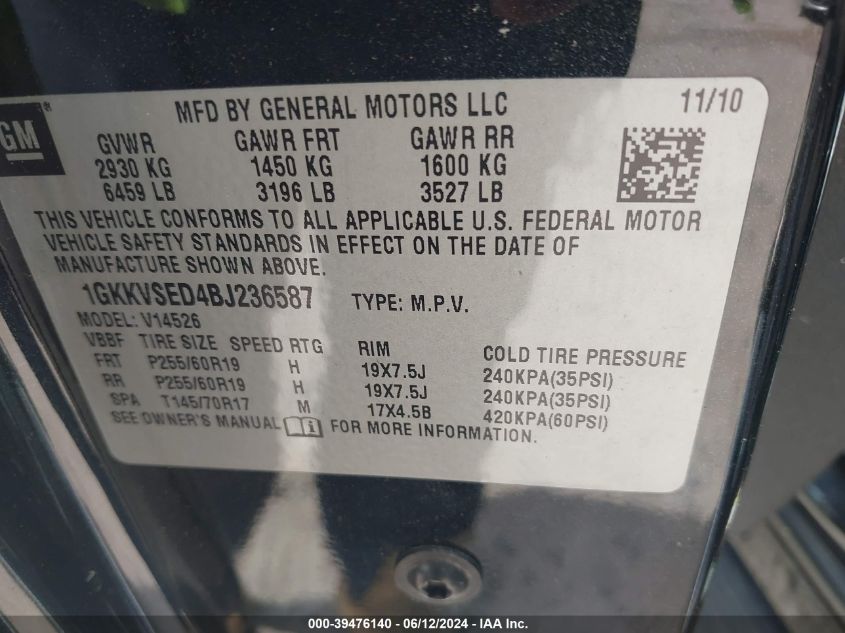 GM ®
MFD BY GENERAL MOTORS LLC 11/10
GVWR GAWR FRT GAWR RR
2930 KG 1450 KG 1600 KG
6459 LB 3196 LB 3527 LB
THIS VEHICLE CONFORMS TO ALL APPLICABLE U.S. FEDERAL MOTOR
VEHICLE SAFETY STANDARDS IN EFFECT ON THE DATE OF
MANUFACTURE SHOWN ABOVE.
1GKKVSED4BJ236587 TYPE: M.P.V.
MODEL: V14526
VBBF TIRE SIZE SPEED RTG RIM COLD TIRE PRESSURE
FRT P255/60R19 H 19X7.5J 240KPA(35PSI)
RR P255/60R19 H 19X7.5J 240KPA(35PSI)
SPA T145/70R17 M 17X4.5B 420KPA(60PSI)
SEE OWNER'S MANUAL i FOR MORE INFORMATION.
000-39476140 - 06/12/2024 - IAA Inc.